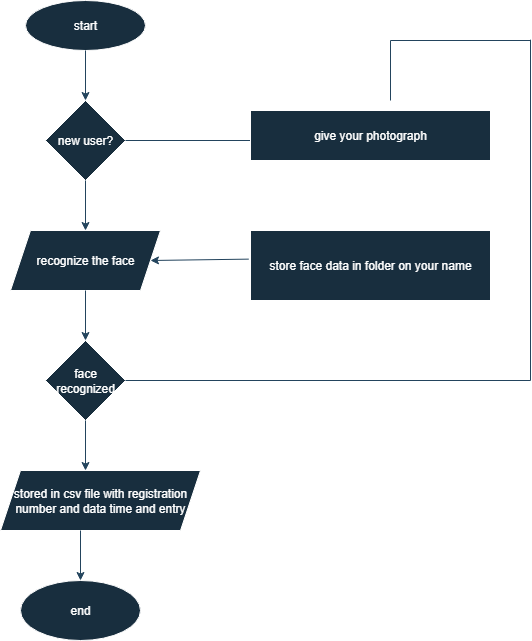 start
new user?
give your photograph
recognize the face
store face data in folder on your name
face
recognized
stored in csv file with registration
number and data time and entry
end